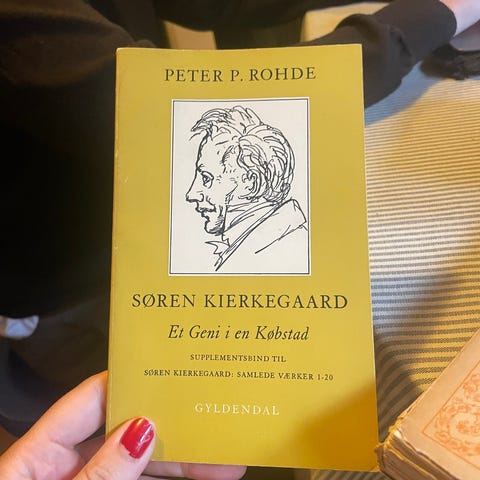 PETER P. ROHDE
SØREN KIERKEGAARD
Et Geni i en Købstad
SUPPLEMENTSBIND TIL
SØREN KIERKEGAARD: SAMLEDE VÆRKER 1-20
GYLDENDAL